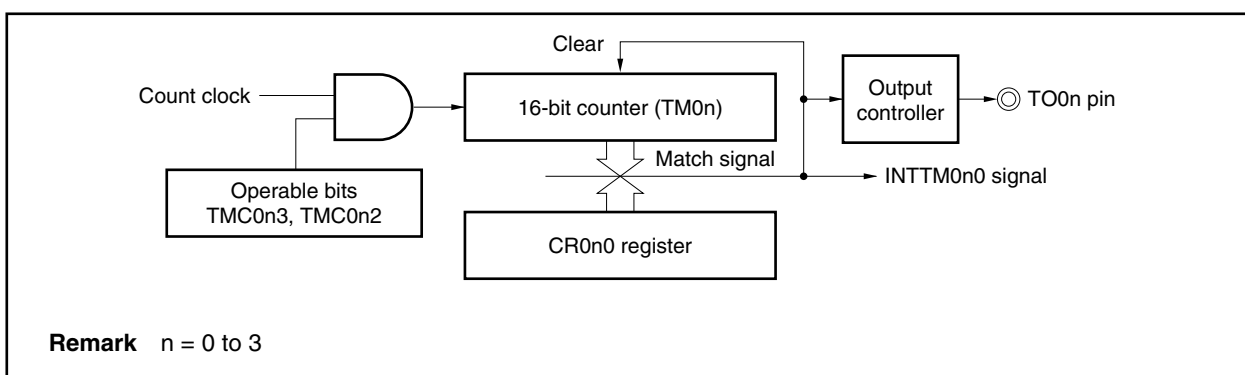 Clear
Count clock
16-bit counter (TM0n)
Output
controller
TO0n pin
Match signal
INTTM0n0 signal
Operable bits
TMC0n3, TMC0n2
CR0n0 register
Remark n = 0 to 3